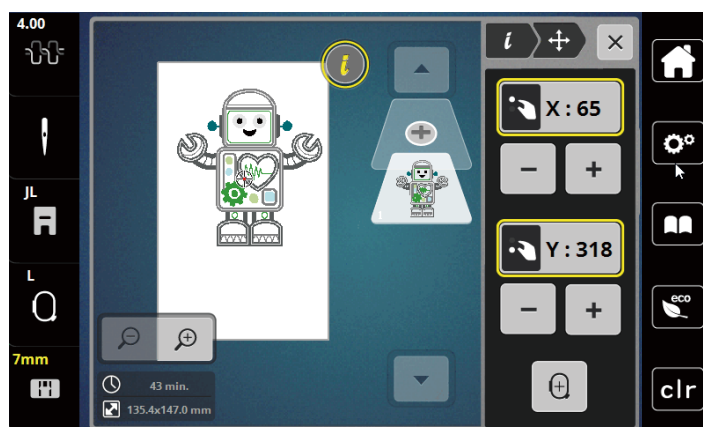 4.00
i
i
X : 65
JL
Y : 318
L
eco
7mm
43 min.
135.4x147.0 mm
clr